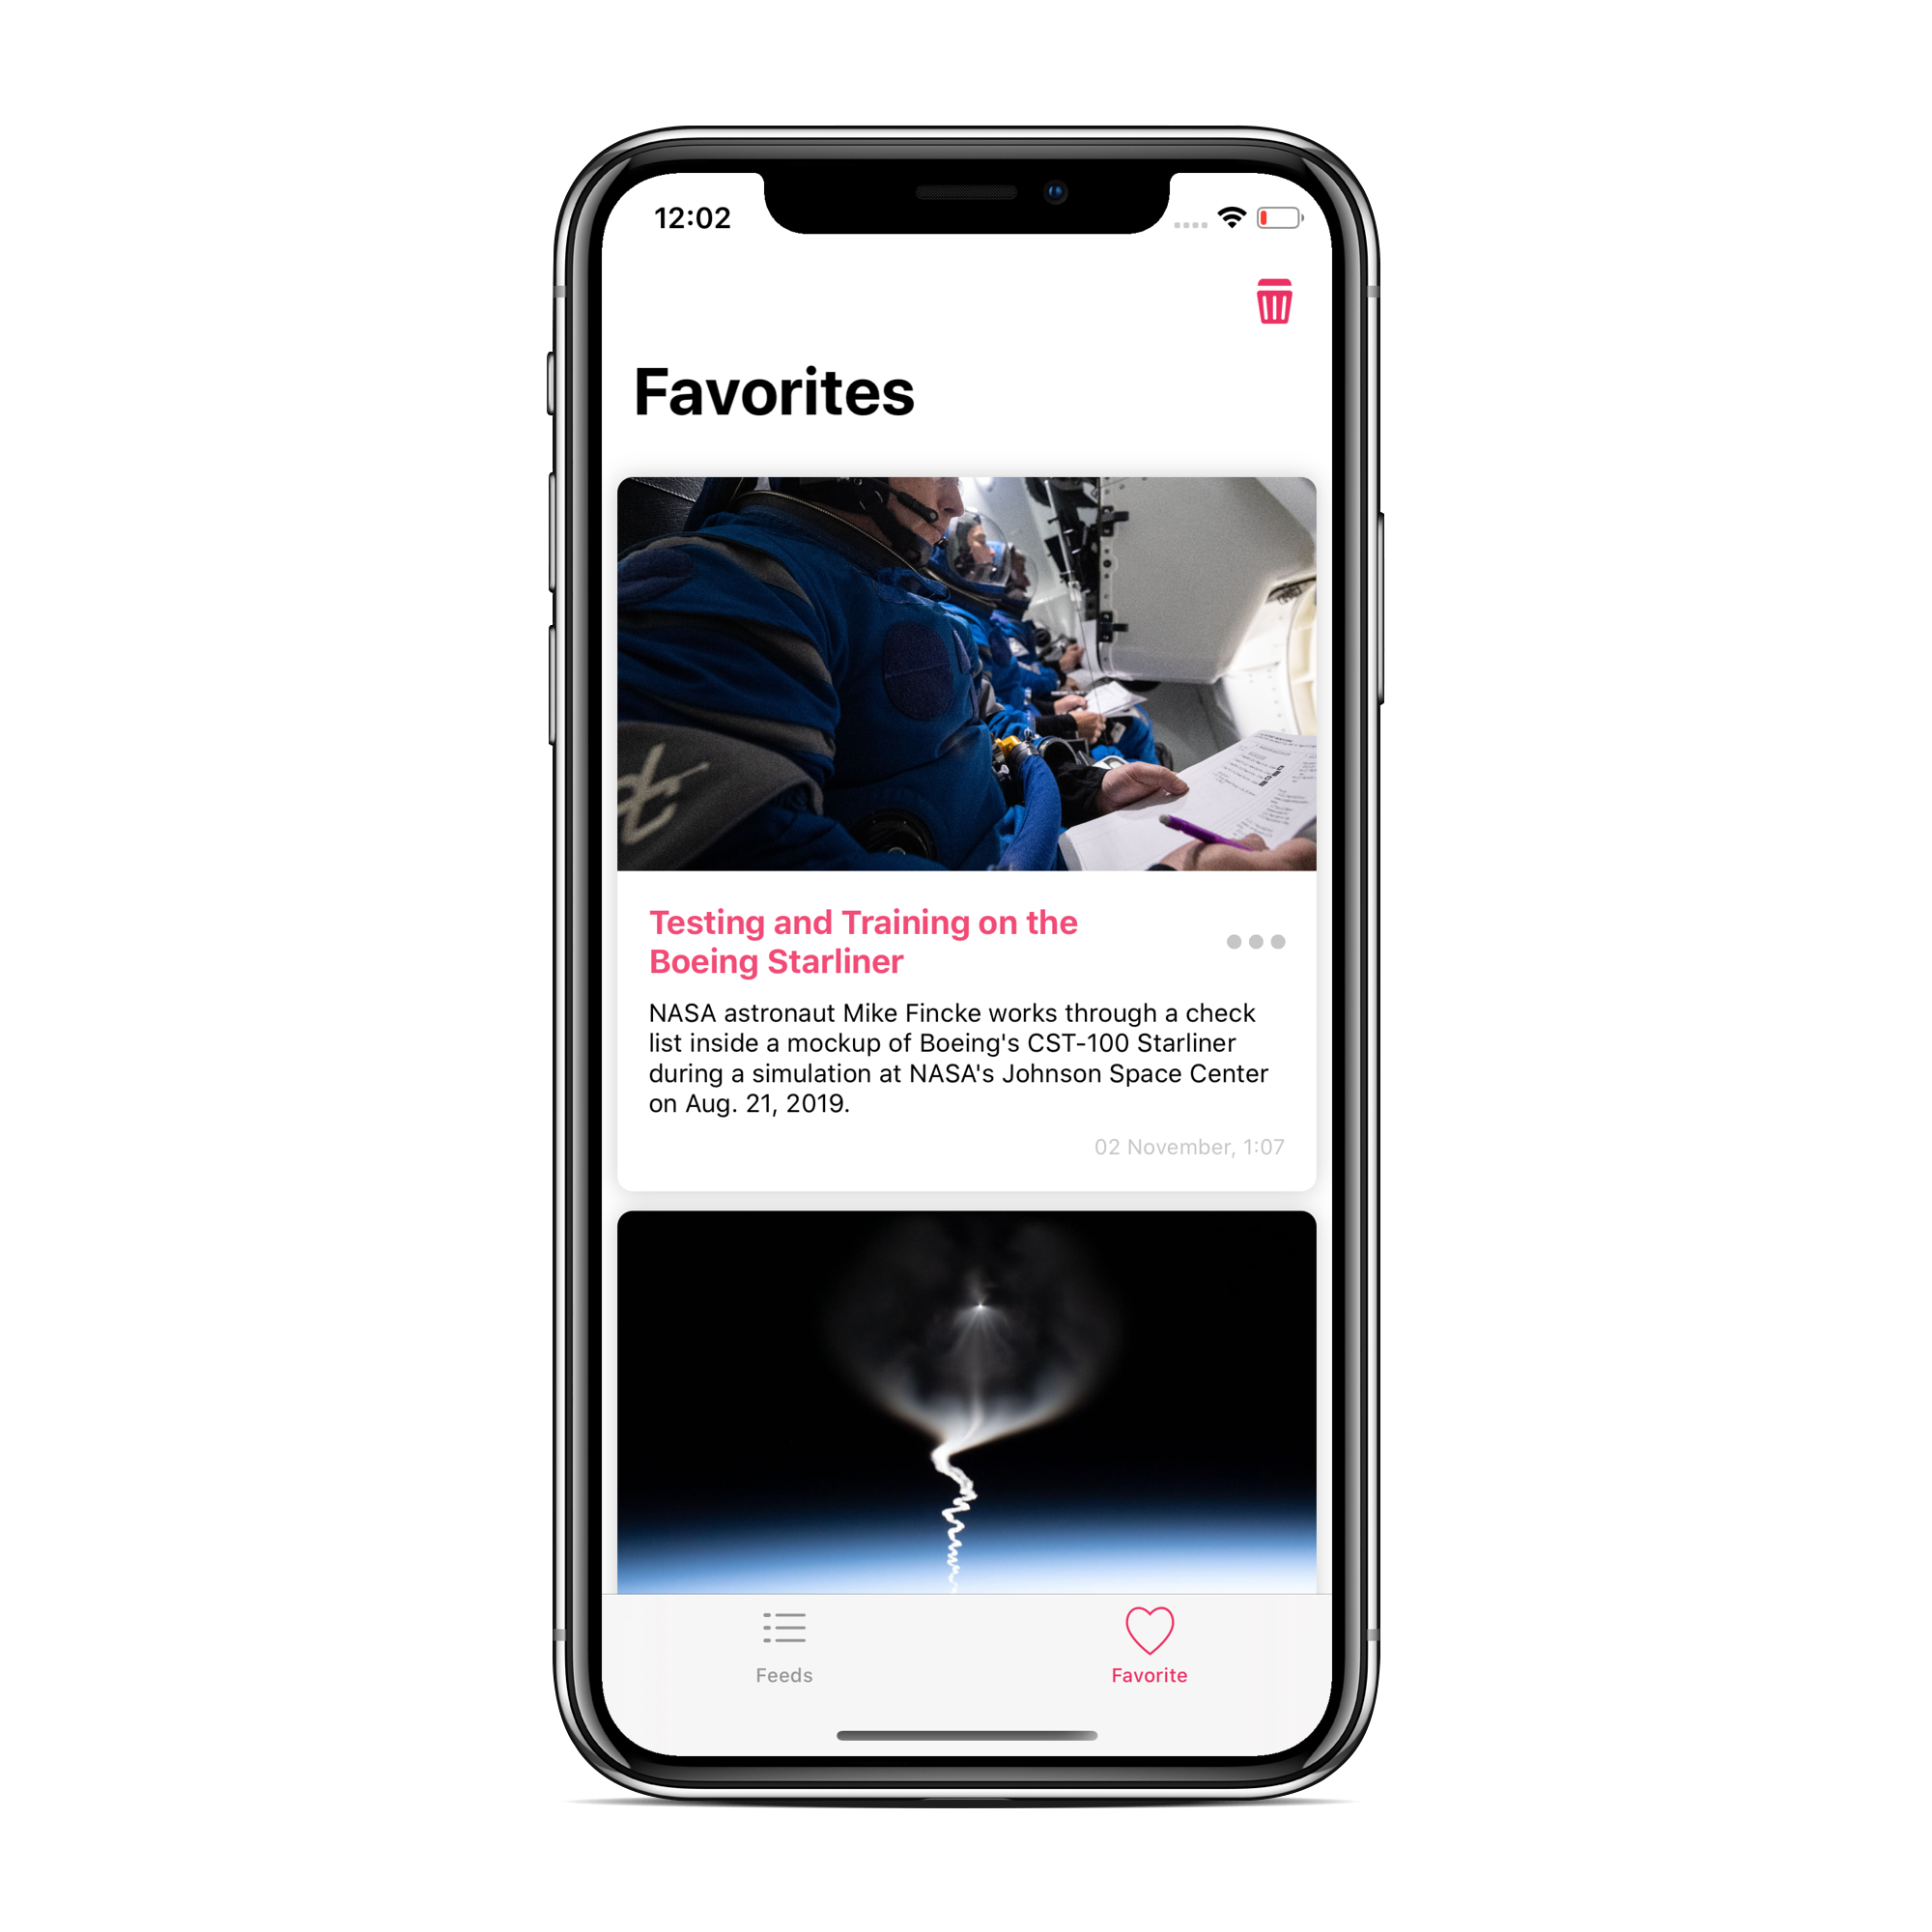 12:02
Favorites
Testing and Training on the
Boeing Starliner
NASA astronaut Mike Fincke works through a check
list inside a mockup of Boeing's CST-100 Starliner
during a simulation at NASA's Johnson Space Center
on Aug. 21, 2019.
02 November, 1:07
Feeds
Favorite